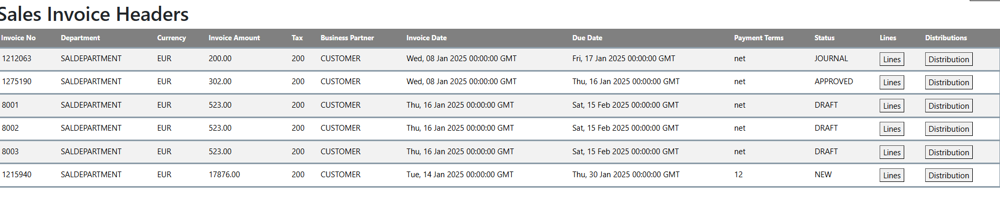 Sales Invoice Headers
Invoice No Department Currency Invoice Amount Tax Business Partner Invoice Date Due Date Payment Terms Status Lines Distributions
1212063 SALDEPARTMENT EUR 200.00 200 CUSTOMER Wed, 08 Jan 2025 00:00:00 GMT Fri, 17 Jan 2025 00:00:00 GMT net JOURNAL Lines Distribution
1275190 SALDEPARTMENT EUR 302.00 200 CUSTOMER Wed, 08 Jan 2025 00:00:00 GMT Thu, 16 Jan 2025 00:00:00 GMT net APPROVED Lines Distribution
8001 SALDEPARTMENT EUR 523.00 200 CUSTOMER Thu, 16 Jan 2025 00:00:00 GMT Sat, 15 Feb 2025 00:00:00 GMT net DRAFT Lines Distribution
8002 SALDEPARTMENT EUR 523.00 200 CUSTOMER Thu, 16 Jan 2025 00:00:00 GMT Sat, 15 Feb 2025 00:00:00 GMT net DRAFT Lines Distribution
8003 SALDEPARTMENT EUR 523.00 200 CUSTOMER Thu, 16 Jan 2025 00:00:00 GMT Sat, 15 Feb 2025 00:00:00 GMT net DRAFT Lines Distribution
1215940 SALDEPARTMENT EUR 17876.00 200 CUSTOMER Tue, 14 Jan 2025 00:00:00 GMT Thu, 30 Jan 2025 00:00:00 GMT 12 NEW Lines Distribution